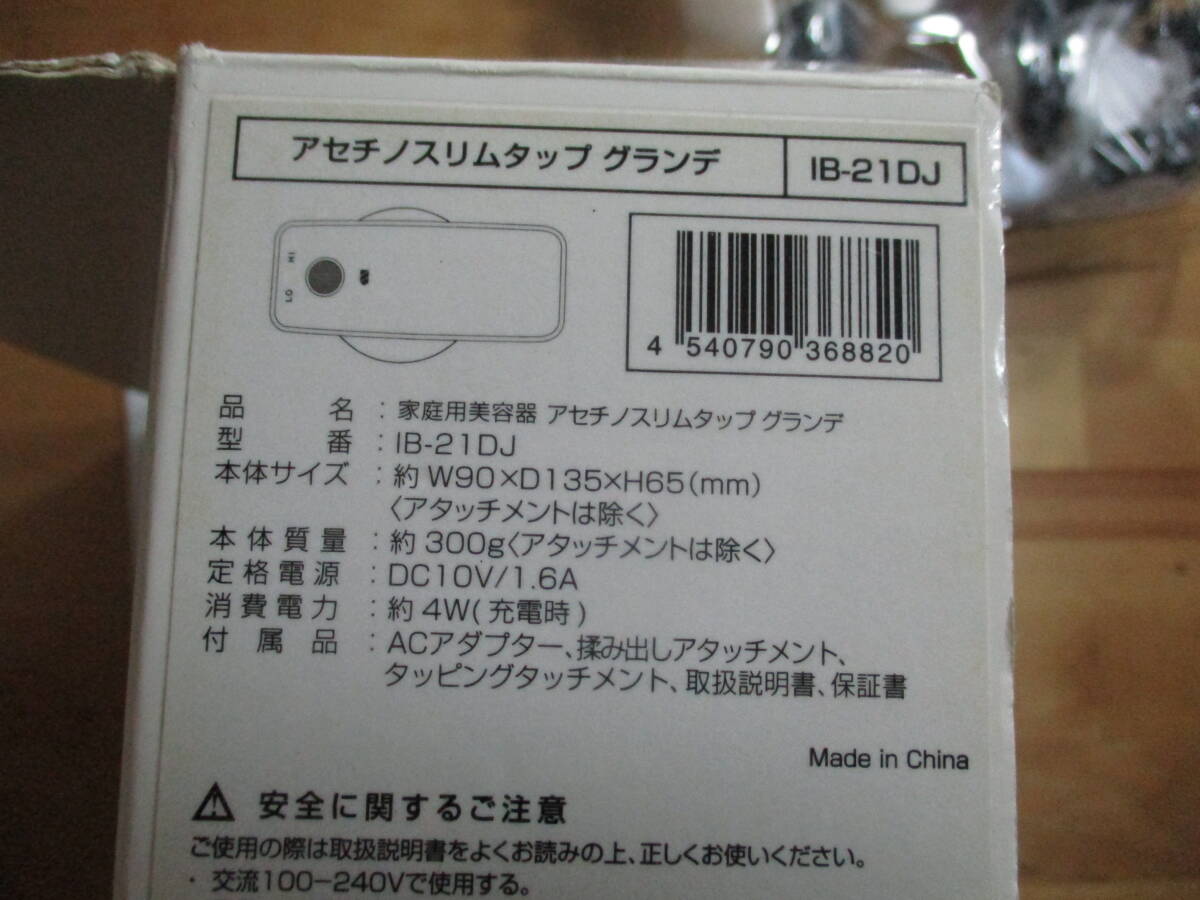 アセチノスリムタップ グランデ IB-21DJ
HI
LO
4 540790 368820
品名：家庭用美容器 アセチノスリムタップ グランデ
型番：IB-21DJ
本体サイズ：約 W90×D135×H65(mm)
〈アタッチメントは除く〉
本体質量：約 300g〈アタッチメントは除く〉
定格電源：DC10V/1.6A
消費電力：約 4W( 充電時 )
付属品：ACアダプター、揉み出しアタッチメント、
タッピングタッチメント、取扱説明書、保証書
Made in China
安全に関するご注意
ご使用の際は取扱説明書をよくお読みの上、正しくお使いください。
・交流100−240Vで使用する。